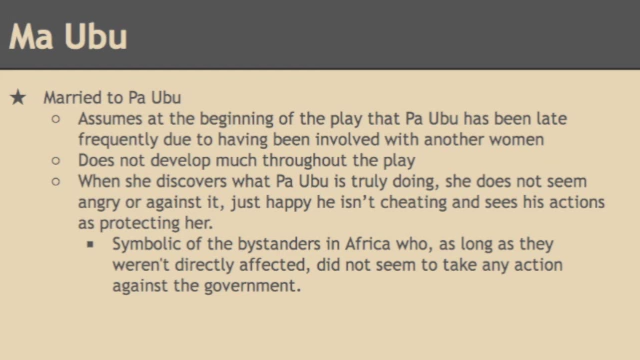 Ma Ubu
★ Married to Pa Ubu
○ Assumes at the beginning of the play that Pa Ubu has been late
frequently due to having been involved with another women
○ Does not develop much throughout the play
○ When she discovers what Pa Ubu is truly doing, she does not seem
angry or against it, just happy he isn't cheating and sees his actions
as protecting her.
■ Symbolic of the bystanders in Africa who, as long as they
weren't directly affected, did not seem to take any action
against the government.